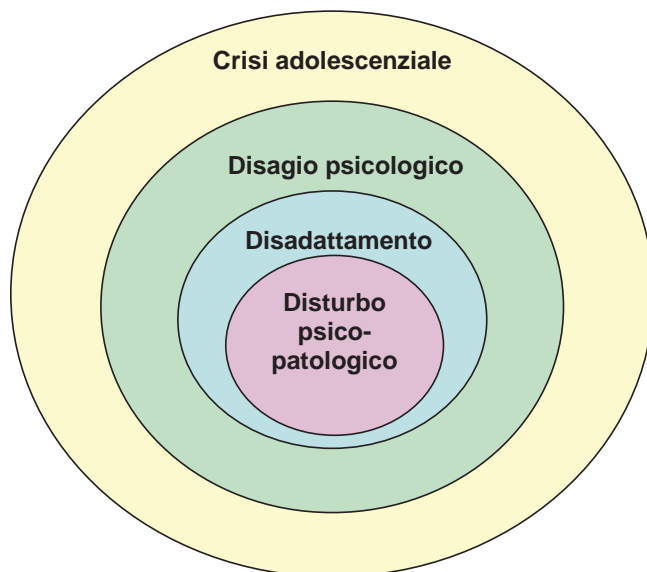 Crisi adolescenziale
Disagio psicologico
Disadattamento
Disturbo
psico-
patologico